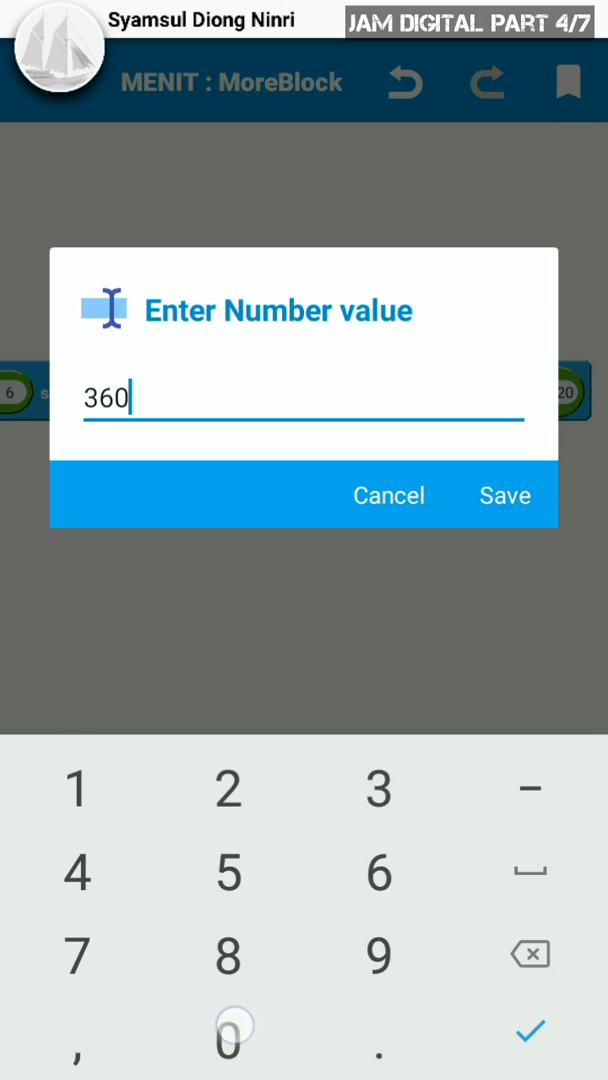 Syamsul Diong Ninri
JAM DIGITAL PART 4/7
MENIT : MoreBlock
Enter Number value
6 s
20
360
Cancel Save
1 2 3 −
4 5 6
7 8 9
, 0 .